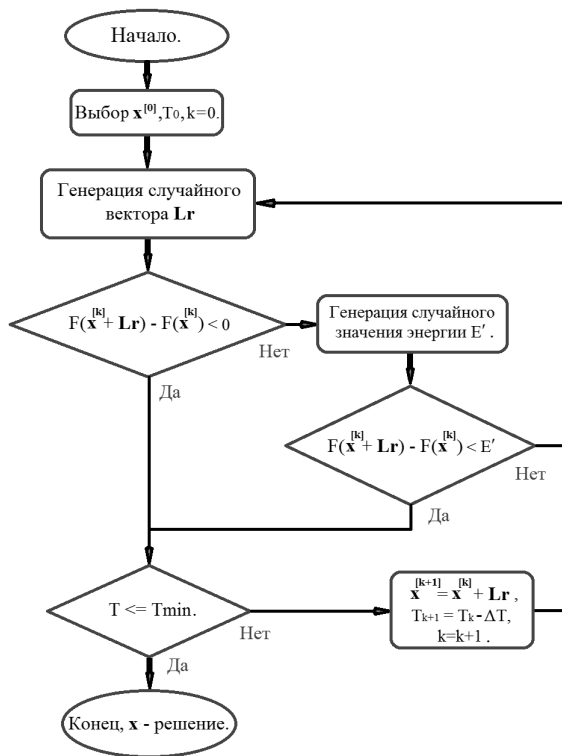 Начало.
Выбор x[0],T0,k=0.
Генерация случайного
вектора Lr
F(x[k]+ Lr) - F(x[k]) < 0
Нет
Да
Генерация случайного
значения энергии E′ .
F(x[k]+ Lr) - F(x[k]) < E′
Нет
Да
T <= Tmin.
Нет
Да
x[k+1]= x[k]+ Lr ,
Tk+1 = Tk - ΔT,
k=k+1 .
Конец, x - решение.